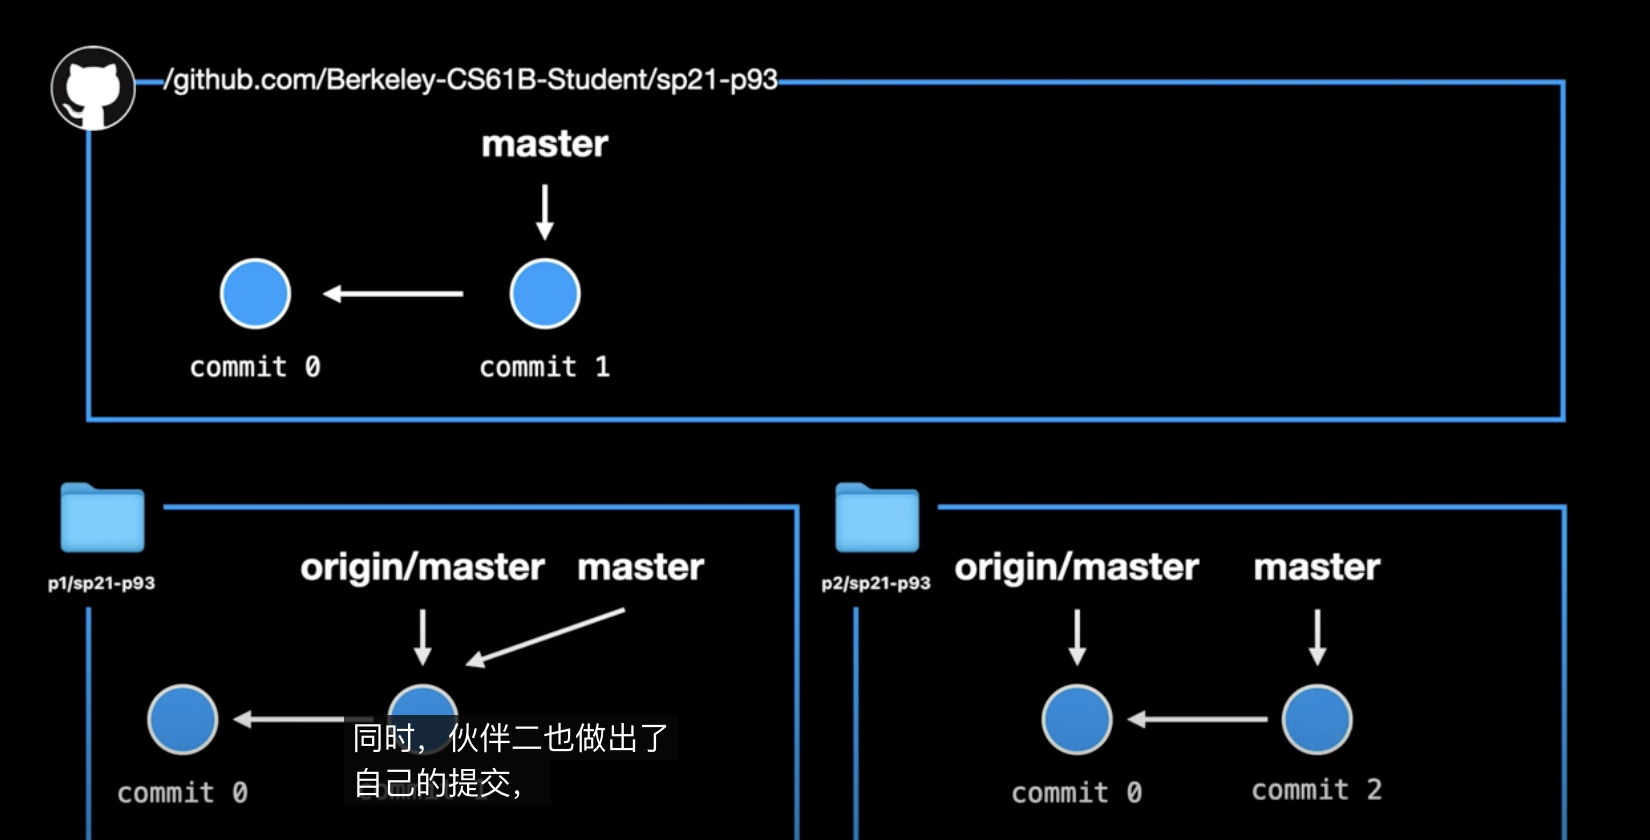 /github.com/Berkeley-CS61B-Student/sp21-p93
master
commit 0
commit 1
p1/sp21-p93
origin/master
master
commit 0
p2/sp21-p93
origin/master
master
commit 0
commit 2
同时，伙伴二也做出了
自己的提交，